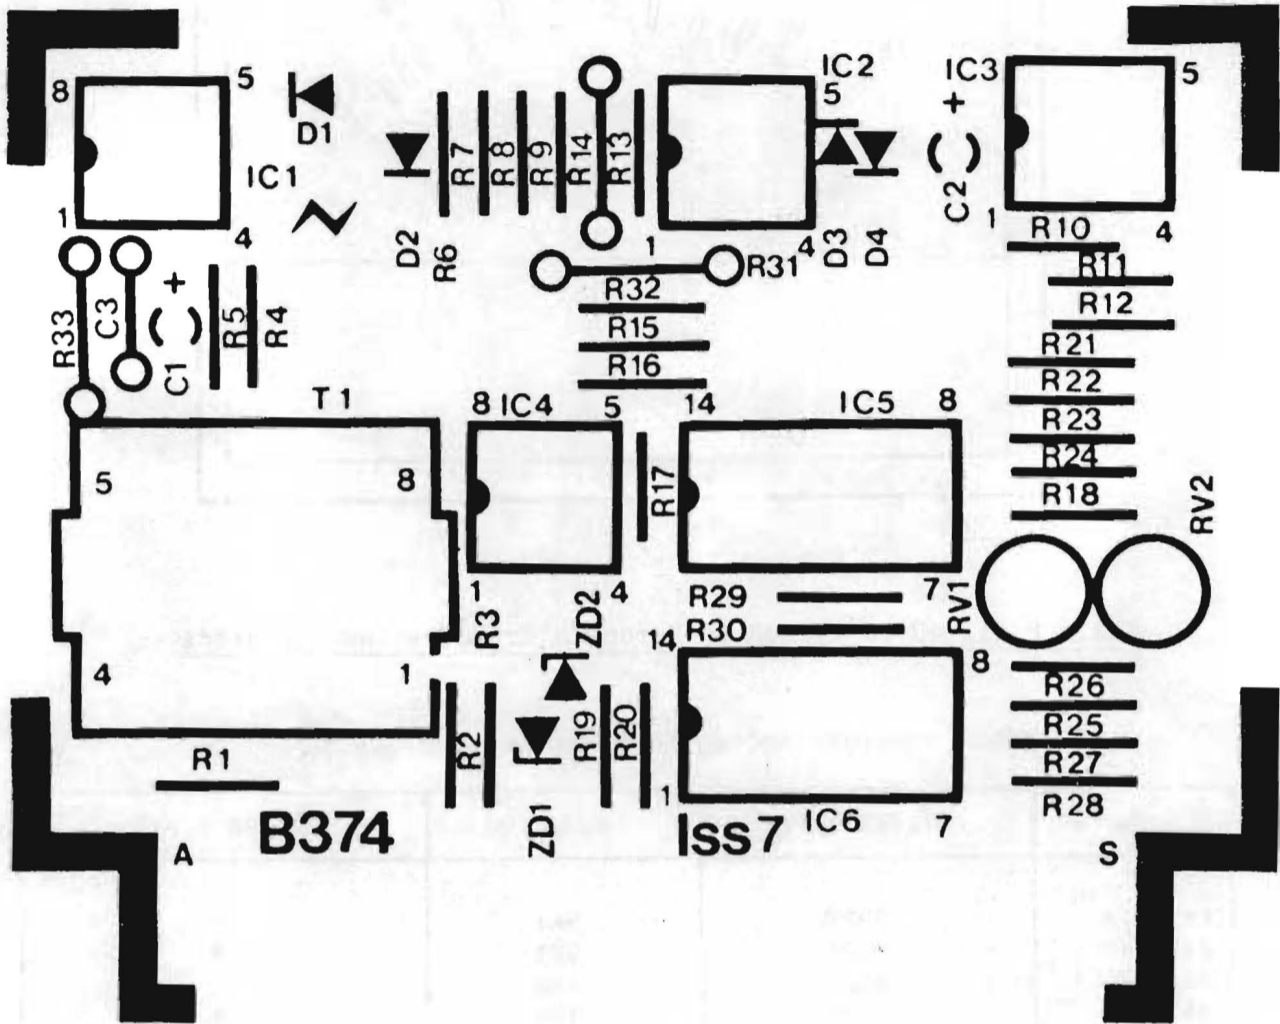 8
5
D1
IC1
1
4
D2
R6
R7
R8
R9
R14
R13
IC2
5
1
4
D3
D4
IC3
+
5
C2
1
4
R10
R11
R12
R33
C3
+
C1
R5
R4
R31
R32
R15
R16
R21
R22
R23
R24
R18
T1
5
8
4
1
8
IC4
5
1
4
R17
14
IC5
8
7
RV1
RV2
R29
R30
R3
ZD2
R2
ZD1
R19
R20
14
8
1
IC6
7
R26
R25
R27
R28
R1
A
B374
ISS7
S